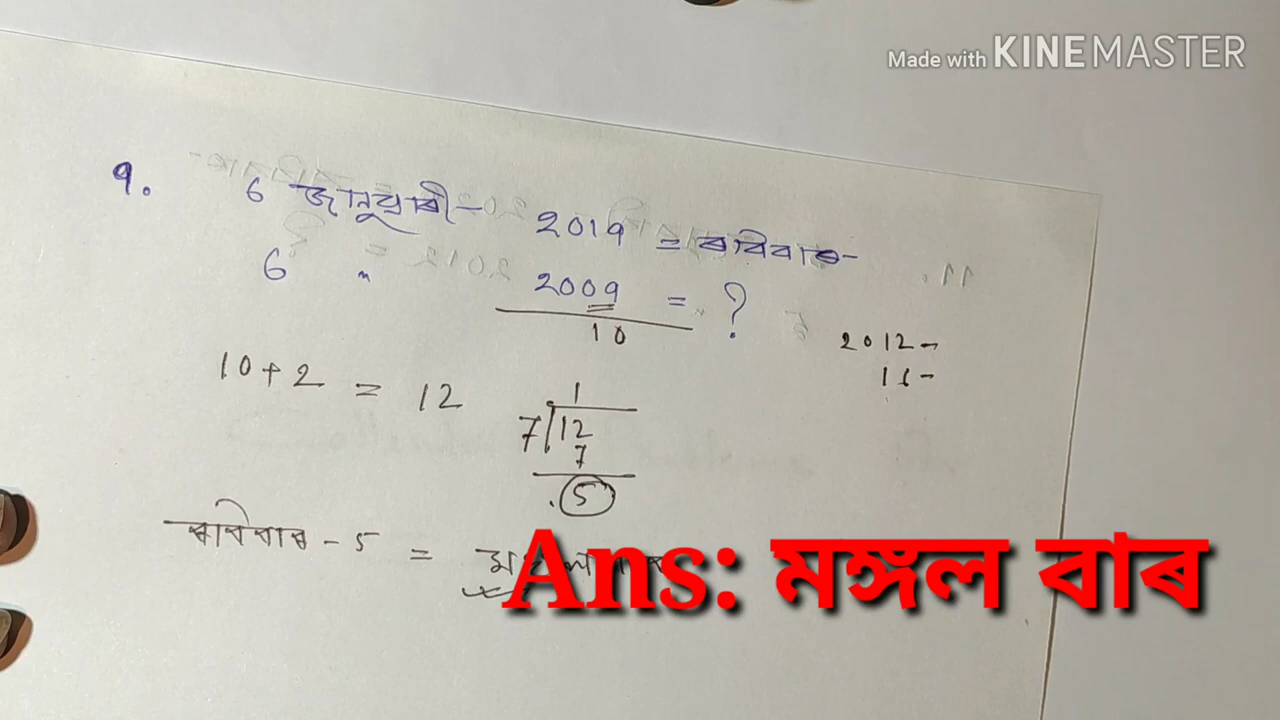 Made with KINEMASTER
9. 6 জানুৱাৰী- 2019 = ৰবিবাৰ-
6 " 2009 = ?
10
2012-
16-
10+2 = 12
1
7 12
7
5
ৰবিবাৰ - 5 =
Ans: মঙ্গল বাৰ